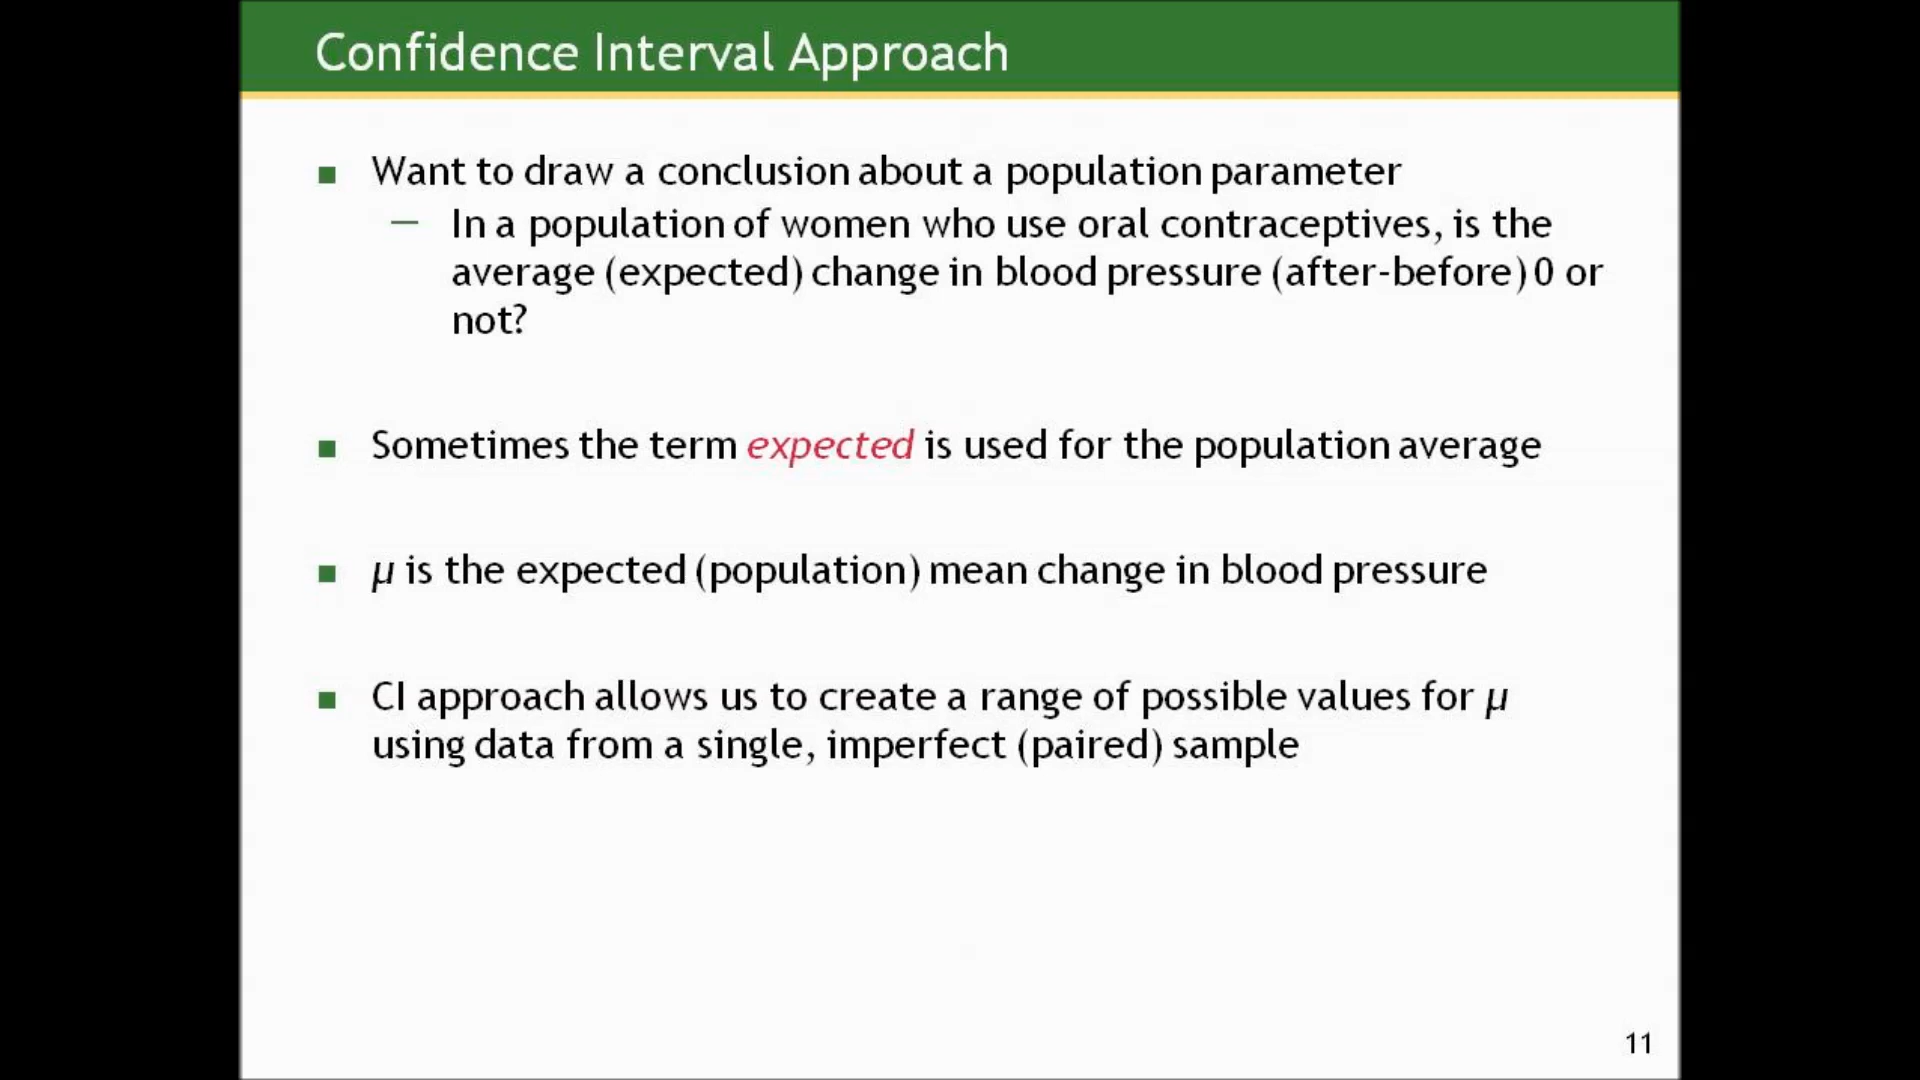 Confidence Interval Approach
Want to draw a conclusion about a population parameter
— In a population of women who use oral contraceptives, is the
average (expected) change in blood pressure (after-before) 0 or
not?
Sometimes the term expected is used for the population average
μ is the expected (population) mean change in blood pressure
CI approach allows us to create a range of possible values for μ
using data from a single, imperfect (paired) sample
11